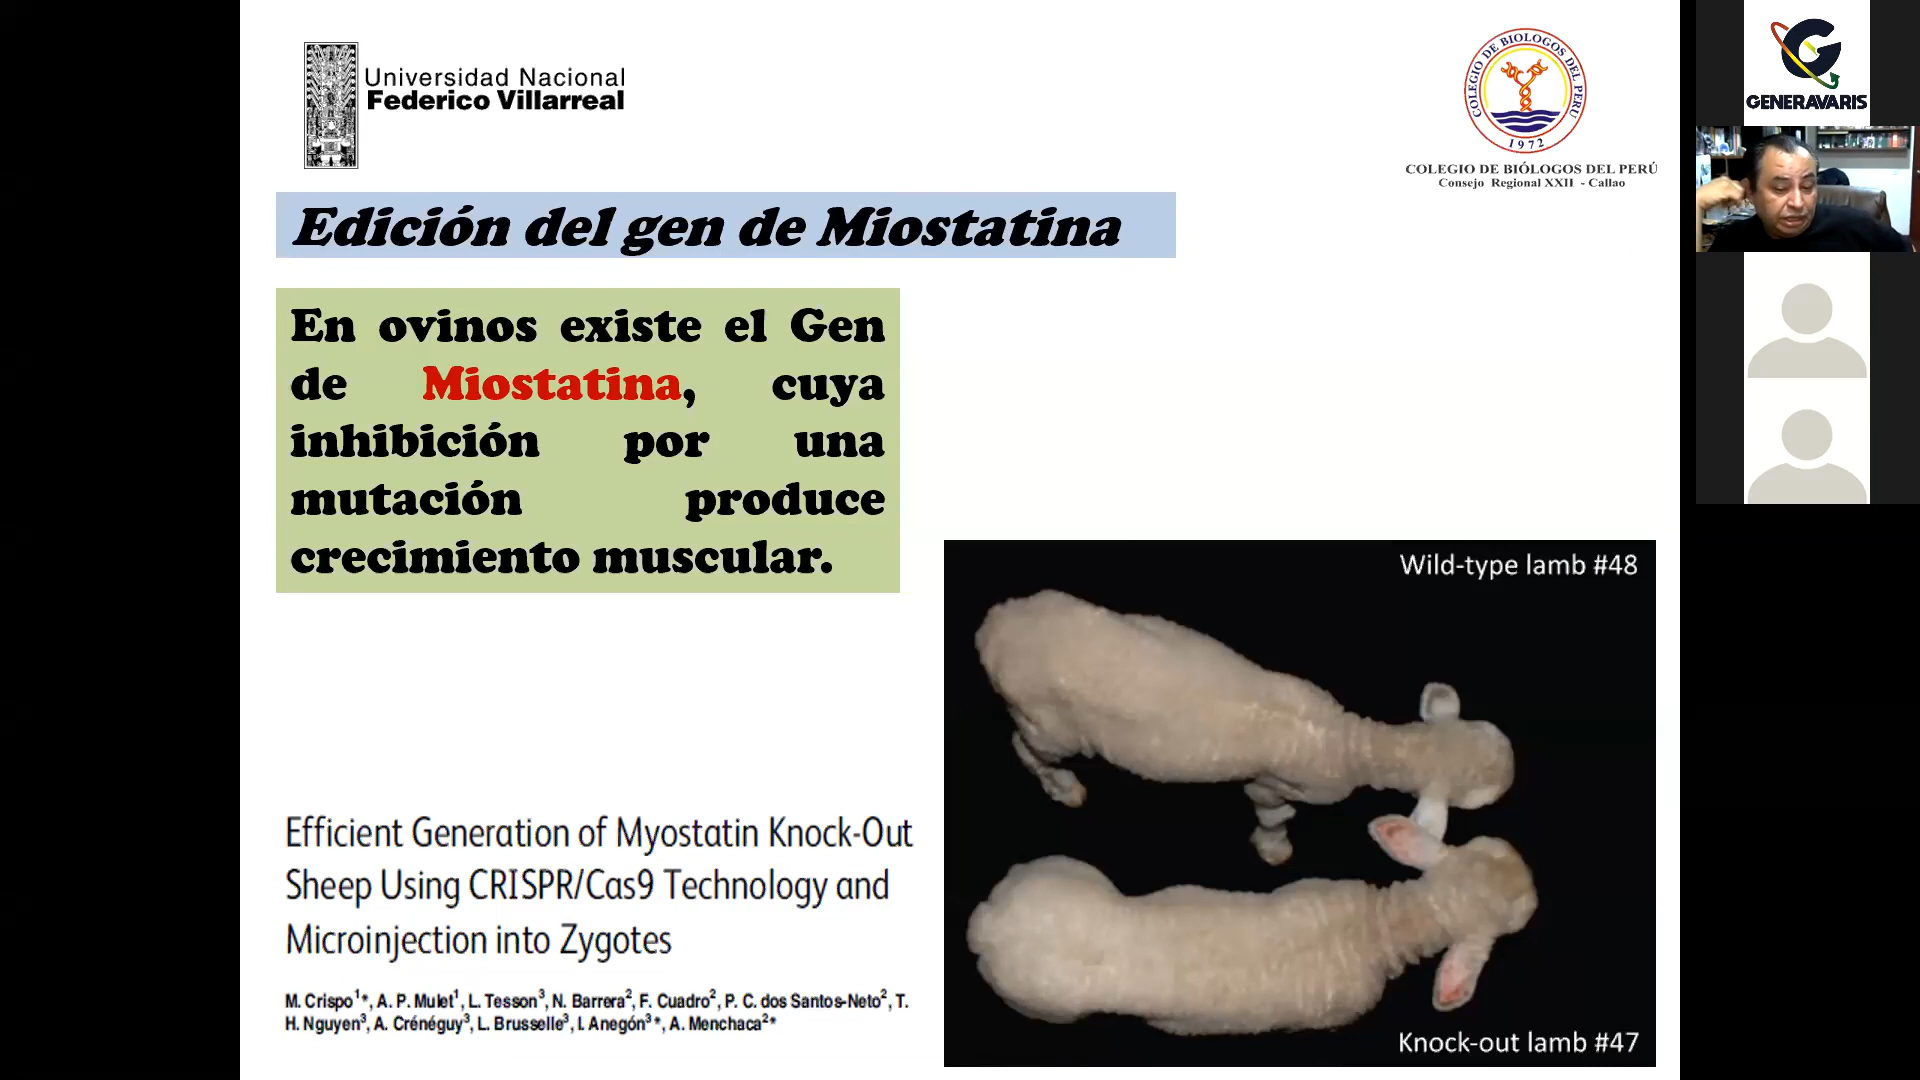 Universidad Nacional
Federico Villarreal
COLEGIO DE BIOLOGOS DEL PERU
1972
COLEGIO DE BIÓLOGOS DEL PERÚ
Consejo Regional XXII - Callao
GENERAVARIS
Edición del gen de Miostatina
En ovinos existe el Gen
de Miostatina, cuya
inhibición por una
mutación produce
crecimiento muscular.
Wild-type lamb #48
Efficient Generation of Myostatin Knock-Out
Sheep Using CRISPR/Cas9 Technology and
Microinjection into Zygotes
M. Crispo1*, A. P. Mulet1, L. Tesson3, N. Barrera2, F. Cuadro2, P. C. dos Santos-Neto2, T.
H. Nguyen3, A. Crénéguy3, L. Brusselle3, I. Anegón3*, A. Menchaca2*
Knock-out lamb #47